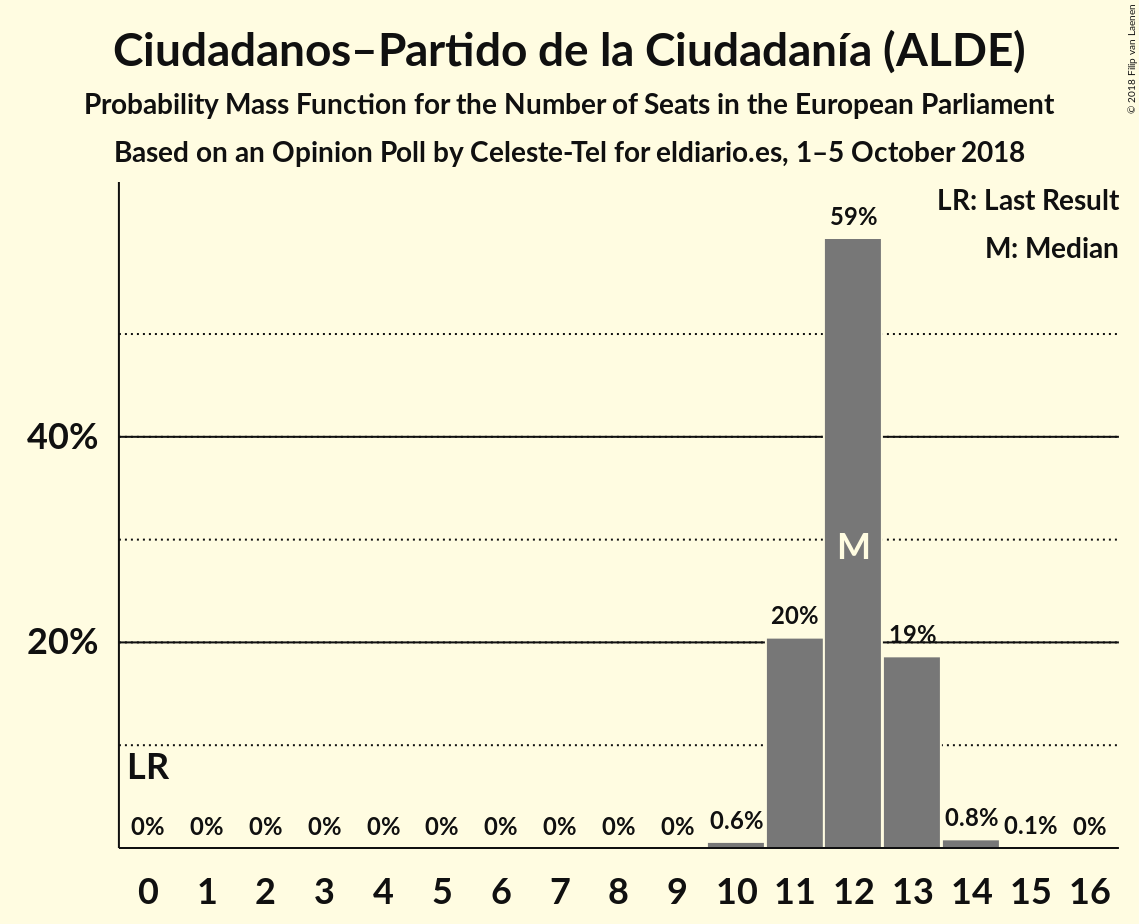 Ciudadanos–Partido de la Ciudadanía (ALDE)
Probability Mass Function for the Number of Seats in the European Parliament
Based on an Opinion Poll by Celeste-Tel for eldiario.es, 1–5 October 2018
© 2018 Filip van Laenen
LR: Last Result
M: Median
59%
40%
M
20%
19%
20%
LR
0% 0% 0% 0% 0% 0% 0% 0% 0% 0% 0.6% 0.8% 0.1% 0%
0 1 2 3 4 5 6 7 8 9 10 11 12 13 14 15 16